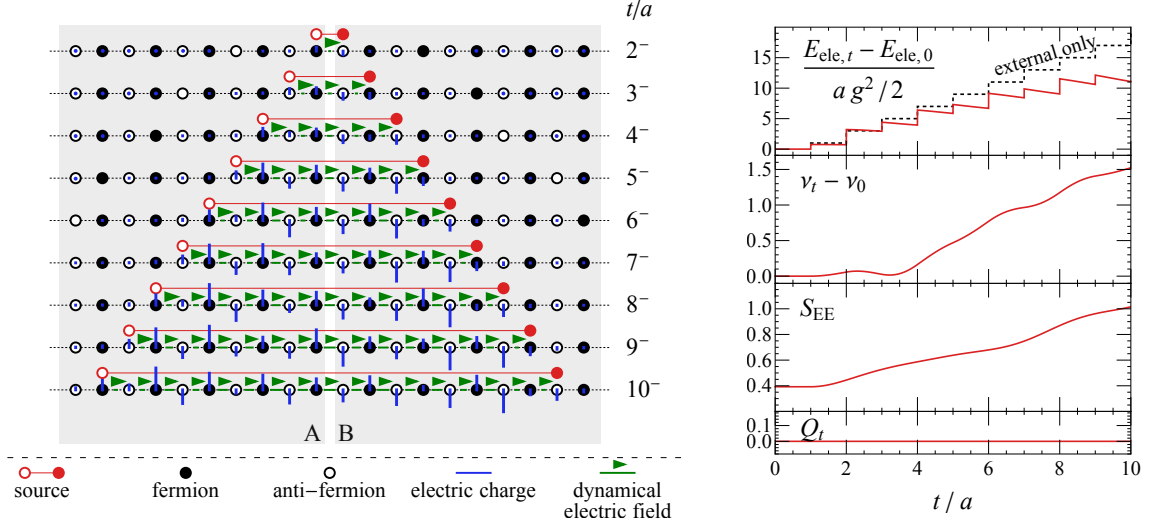 t/a
2⁻
3⁻
4⁻
5⁻
6⁻
7⁻
8⁻
9⁻
10⁻
A B
source
fermion
anti−fermion
electric charge
dynamical
electric field
15
10
5
0
E_ele, t − E_ele, 0
a g² / 2
external only
1.5
1.0
0.5
0.0
ν_t − ν_0
1.0
0.8
0.6
0.4
S_EE
0.1
0.0
Q_t
0 2 4 6 8 10
t / a